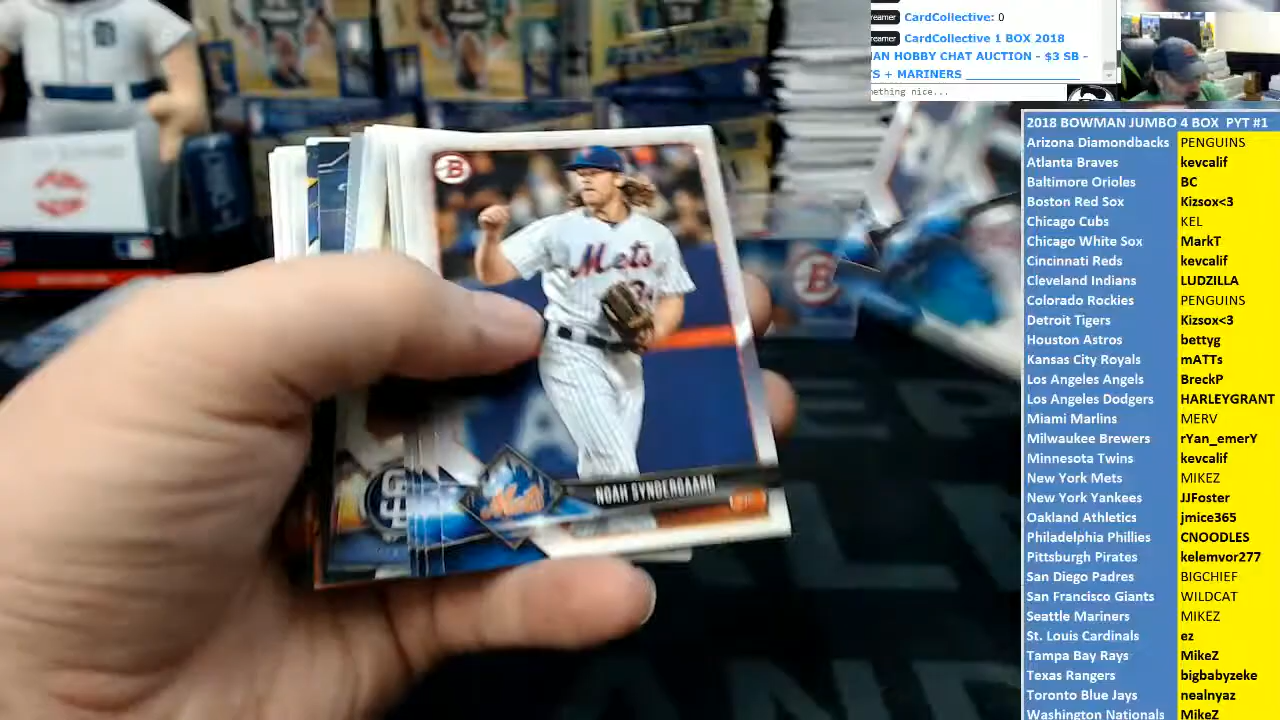 reamer CardCollective: 0
reamer CardCollective 1 BOX 2018
AN HOBBY CHAT AUCTION - $3 SB -
S + MARINERS
ething nice...
2018 BOWMAN JUMBO 4 BOX PYT #1
Arizona Diamondbacks PENGUINS
Atlanta Braves kevcalif
Baltimore Orioles BC
Boston Red Sox Kizsox<3
Chicago Cubs KEL
Chicago White Sox MarkT
Cincinnati Reds kevcalif
Cleveland Indians LUDZILLA
Colorado Rockies PENGUINS
Detroit Tigers Kizsox<3
Houston Astros bettyg
Kansas City Royals mATTs
Los Angeles Angels BreckP
Los Angeles Dodgers HARLEYGRANT
Miami Marlins MERV
Milwaukee Brewers rYan_emerY
Minnesota Twins kevcalif
New York Mets MIKEZ
New York Yankees JJFoster
Oakland Athletics jmice365
Philadelphia Phillies CNOODLES
Pittsburgh Pirates kelemvor277
San Diego Padres BIGCHIEF
San Francisco Giants WILDCAT
Seattle Mariners MIKEZ
St. Louis Cardinals ez
Tampa Bay Rays MikeZ
Texas Rangers bigbabyzeke
Toronto Blue Jays nealnyaz
Washington Nationals MikeZ
B
Mets
Mets
NOAH SYNDERGAARD
B